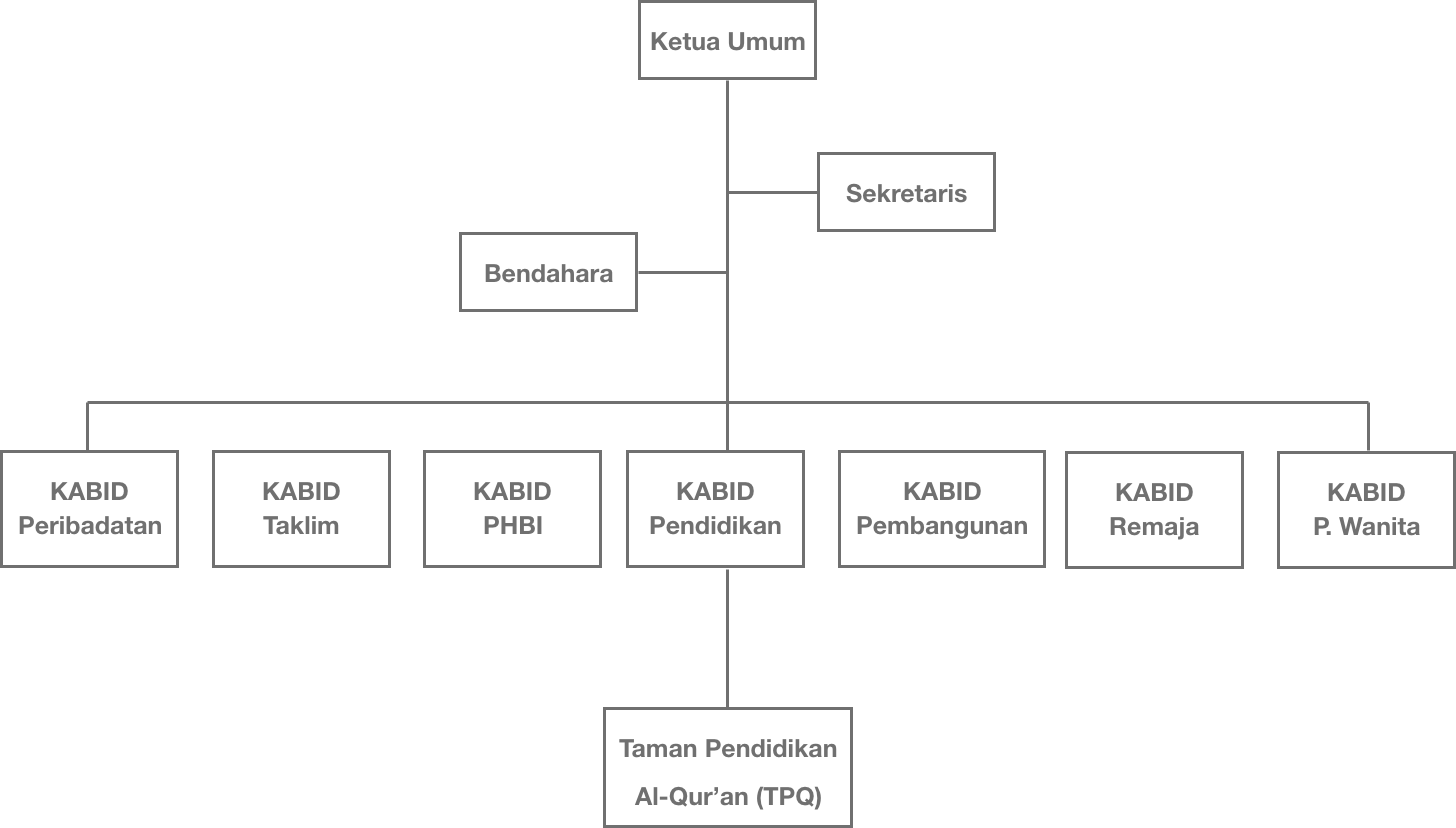 Ketua Umum
Sekretaris
Bendahara
KABID
Peribadatan
KABID
Taklim
KABID
PHBI
KABID
Pendidikan
KABID
Pembangunan
KABID
Remaja
KABID
P. Wanita
Taman Pendidikan
Al-Qur’an (TPQ)